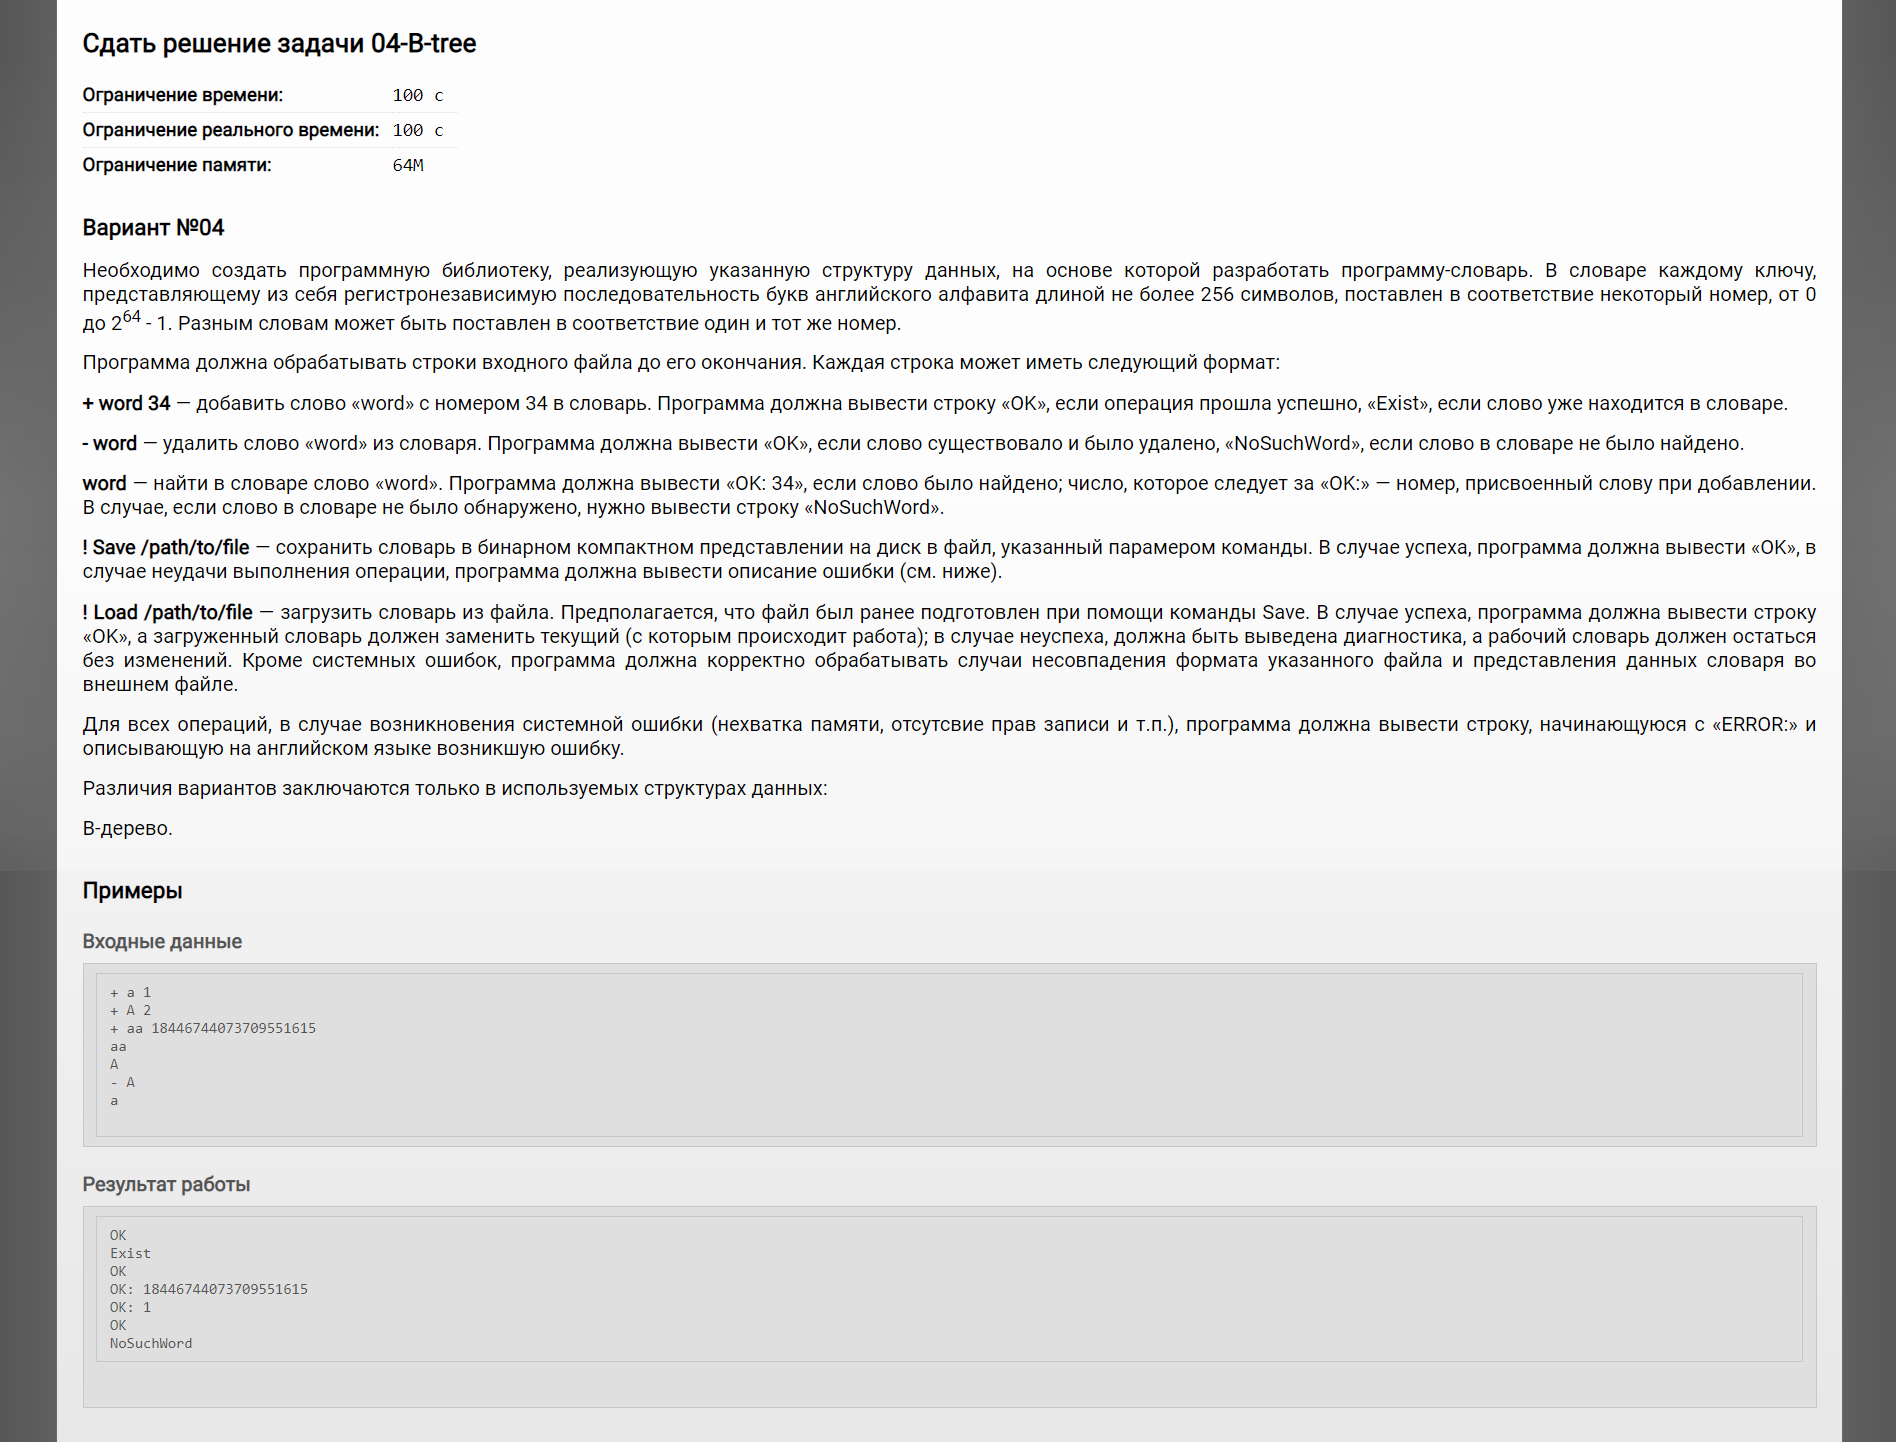 Сдать решение задачи 04-B-tree
Ограничение времени: 100 с
Ограничение реального времени: 100 с
Ограничение памяти: 64M
Вариант №04
Необходимо создать программную библиотеку, реализующую указанную структуру данных, на основе которой разработать программу-словарь. В словаре каждому ключу,
представляющему из себя регистронезависимую последовательность букв английского алфавита длиной не более 256 символов, поставлен в соответствие некоторый номер, от 0
до 2^64 - 1. Разным словам может быть поставлен в соответствие один и тот же номер.
Программа должна обрабатывать строки входного файла до его окончания. Каждая строка может иметь следующий формат:
+ word 34 — добавить слово «word» с номером 34 в словарь. Программа должна вывести строку «OK», если операция прошла успешно, «Exist», если слово уже находится в словаре.
- word — удалить слово «word» из словаря. Программа должна вывести «OK», если слово существовало и было удалено, «NoSuchWord», если слово в словаре не было найдено.
word — найти в словаре слово «word». Программа должна вывести «OK: 34», если слово было найдено; число, которое следует за «OK:» — номер, присвоенный слову при добавлении.
В случае, если слово в словаре не было обнаружено, нужно вывести строку «NoSuchWord».
! Save /path/to/file — сохранить словарь в бинарном компактном представлении на диск в файл, указанный парамером команды. В случае успеха, программа должна вывести «OK», в
случае неудачи выполнения операции, программа должна вывести описание ошибки (см. ниже).
! Load /path/to/file — загрузить словарь из файла. Предполагается, что файл был ранее подготовлен при помощи команды Save. В случае успеха, программа должна вывести строку
«OK», а загруженный словарь должен заменить текущий (с которым происходит работа); в случае неуспеха, должна быть выведена диагностика, а рабочий словарь должен остаться
без изменений. Кроме системных ошибок, программа должна корректно обрабатывать случаи несовпадения формата указанного файла и представления данных словаря во
внешнем файле.
Для всех операций, в случае возникновения системной ошибки (нехватка памяти, отсутсвие прав записи и т.п.), программа должна вывести строку, начинающуюся с «ERROR:» и
описывающую на английском языке возникшую ошибку.
Различия вариантов заключаются только в используемых структурах данных:
B-дерево.
Примеры
Входные данные
+ a 1
+ A 2
+ aa 18446744073709551615
aa
A
- A
a
Результат работы
OK
Exist
OK
OK: 18446744073709551615
OK: 1
OK
NoSuchWord